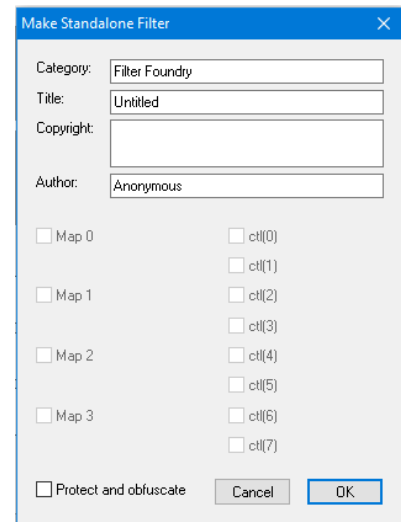 Make Standalone Filter
Category: Filter Foundry
Title: Untitled
Copyright:
Author: Anonymous
Map 0 ctl(0)
ctl(1)
Map 1 ctl(2)
ctl(3)
Map 2 ctl(4)
ctl(5)
Map 3 ctl(6)
ctl(7)
Protect and obfuscate Cancel OK